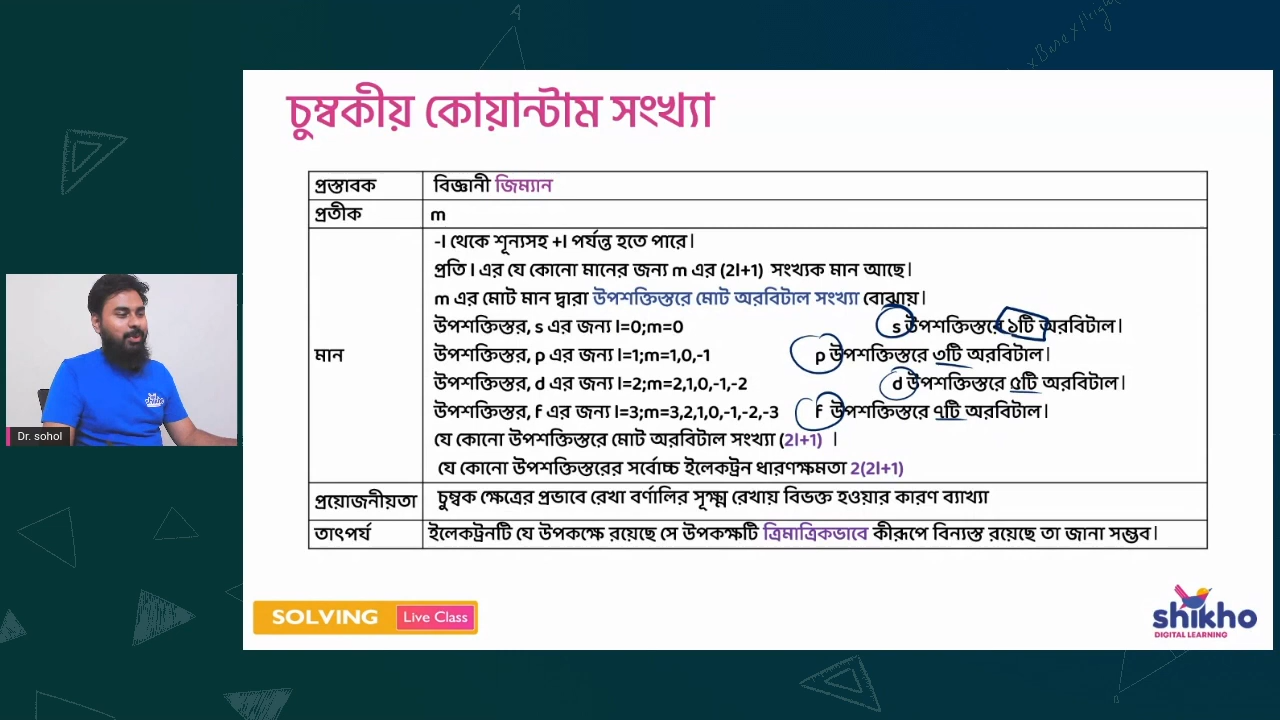 চুম্বকীয় কোয়ান্টাম সংখ্যা
প্রস্তাবক বিজ্ঞানী জিম্যান
প্রতীক m
-l থেকে শূন্যসহ +l পর্যন্ত হতে পারে।
প্রতি l এর যে কোনো মানের জন্য m এর (2l+1) সংখ্যক মান আছে।
m এর মোট মান দ্বারা উপশক্তিস্তরে মোট অরবিটাল সংখ্যা বোঝায়।
উপশক্তিস্তর, s এর জন্য l=0;m=0 s উপশক্তিস্তরে ১টি অরবিটাল।
মান উপশক্তিস্তর, p এর জন্য l=1;m=1,0,-1 p উপশক্তিস্তরে ৩টি অরবিটাল।
উপশক্তিস্তর, d এর জন্য l=2;m=2,1,0,-1,-2 d উপশক্তিস্তরে ৫টি অরবিটাল।
উপশক্তিস্তর, f এর জন্য l=3;m=3,2,1,0,-1,-2,-3 f উপশক্তিস্তরে ৭টি অরবিটাল।
যে কোনো উপশক্তিস্তরে মোট অরবিটাল সংখ্যা (2l+1) ।
যে কোনো উপশক্তিস্তরের সর্বোচ্চ ইলেকট্রন ধারণক্ষমতা 2(2l+1)
প্রয়োজনীয়তা চুম্বক ক্ষেত্রের প্রভাবে রেখা বর্ণালির সূক্ষ্ম রেখায় বিভক্ত হওয়ার কারণ ব্যাখ্যা
তাৎপর্য ইলেকট্রনটি যে উপকক্ষে রয়েছে সে উপকক্ষটি ত্রিমাত্রিকভাবে কীরূপে বিন্যস্ত রয়েছে তা জানা সম্ভব।
Dr. sohol
SOLVING Live Class
shikho
DIGITAL LEARNING